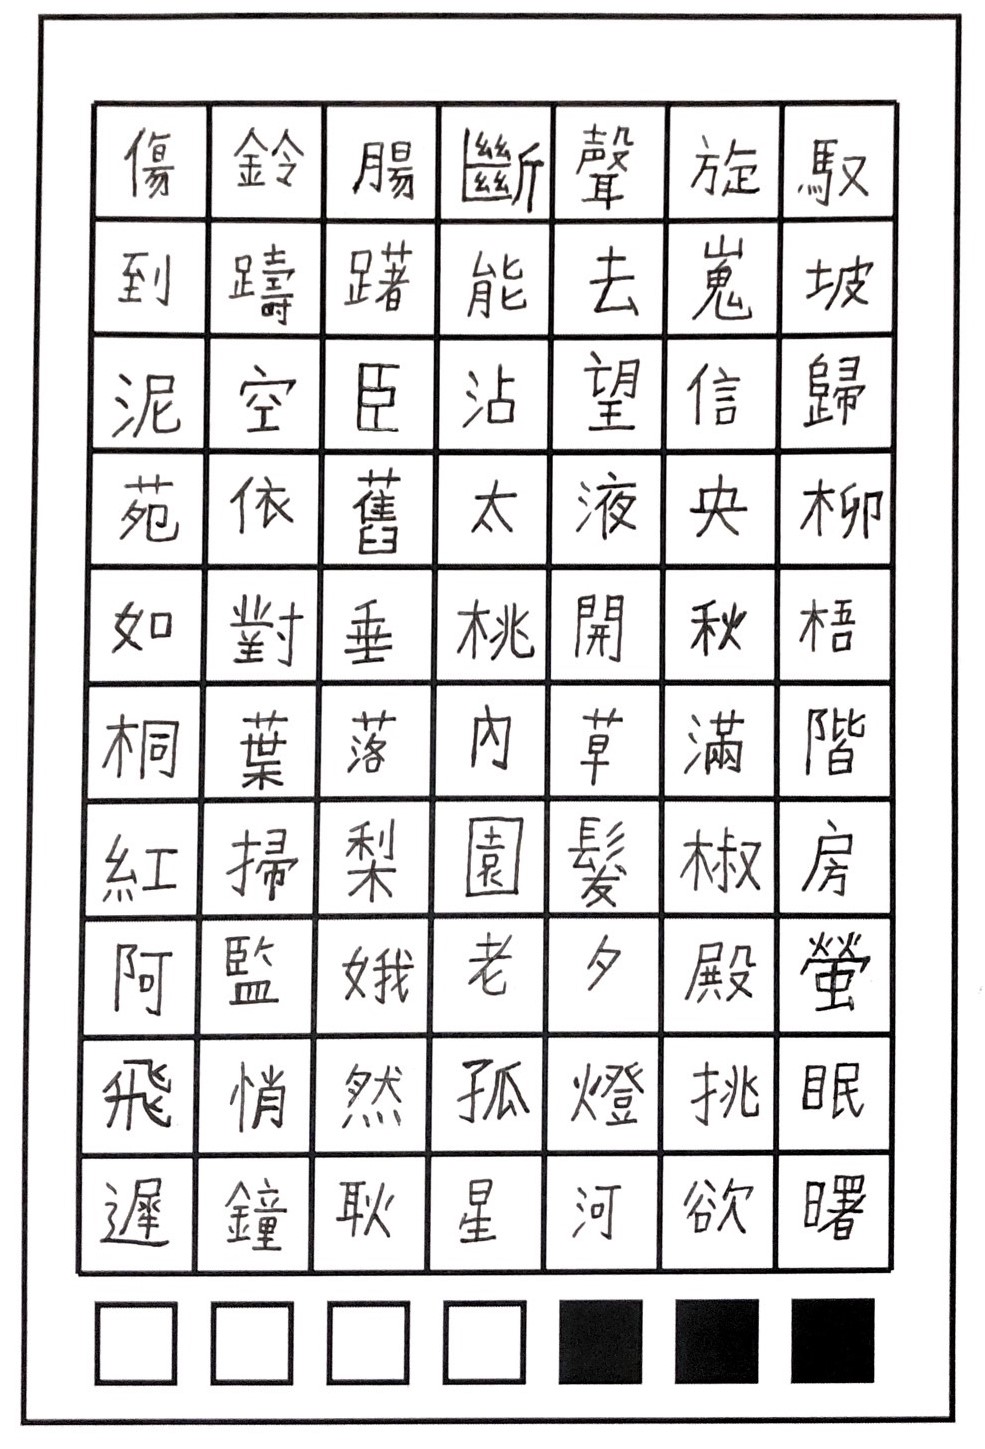 傷鈴腸斷聲旋馭
到躊躇能去嵬坡
泥空臣沾望信歸
苑依舊太液央柳
如對垂桃開秋梧
桐葉落內草滿階
紅掃梨園髮椒房
阿監娥老夕殿螢
飛悄然孤燈挑眠
遲鐘耿星河欲曙